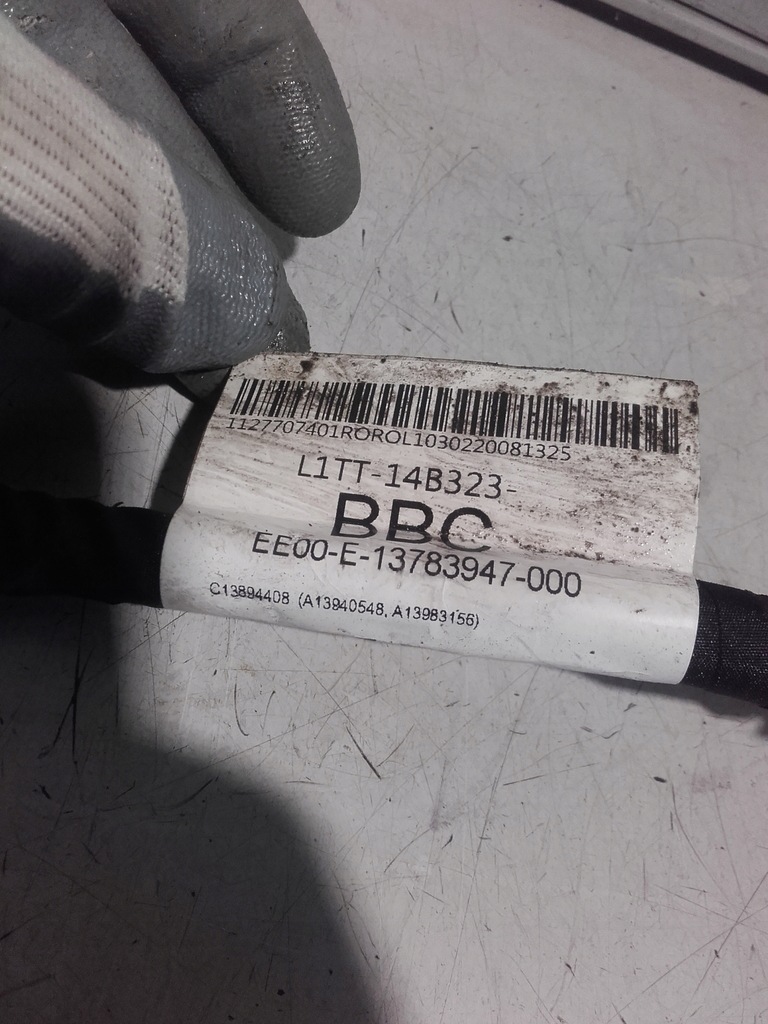 1127707401ROROL1030220081325
L1TT-14B323-
BBC
EE00-E-13783947-000
C13894408 (A13940548, A13983156)